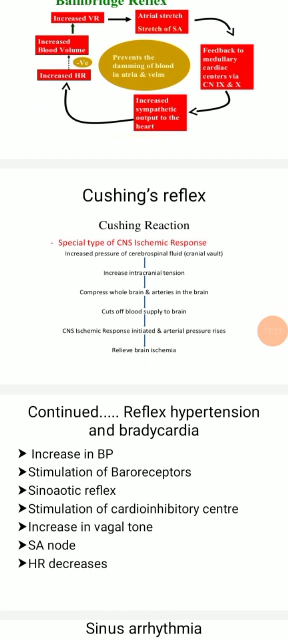 Bainbridge Reflex
Increased VR
Atrial stretch
Stretch of SA
Increased
Blood Volume
-Ve
Increased HR
Prevents the
damming of blood
in atria & veins
Feedback to
medullary
cardiac
centers via
CN IX & X
Increased
sympathetic
output to the
heart
Cushing's reflex
Cushing Reaction
- Special type of CNS Ischemic Response
Increased pressure of cerebrospinal fluid (cranial vault)
Increase intracranial tension
Compress whole brain & arteries in the brain
Cuts off blood supply to brain
CNS Ischemic Response initiated & arterial pressure rises
Relieve brain ischemia
Continued..... Reflex hypertension
and bradycardia
➤ Increase in BP
➤Stimulation of Baroreceptors
➤Sinoaotic reflex
➤Stimulation of cardioinhibitory centre
➤Increase in vagal tone
➤SA node
➤HR decreases
Sinus arrhythmia